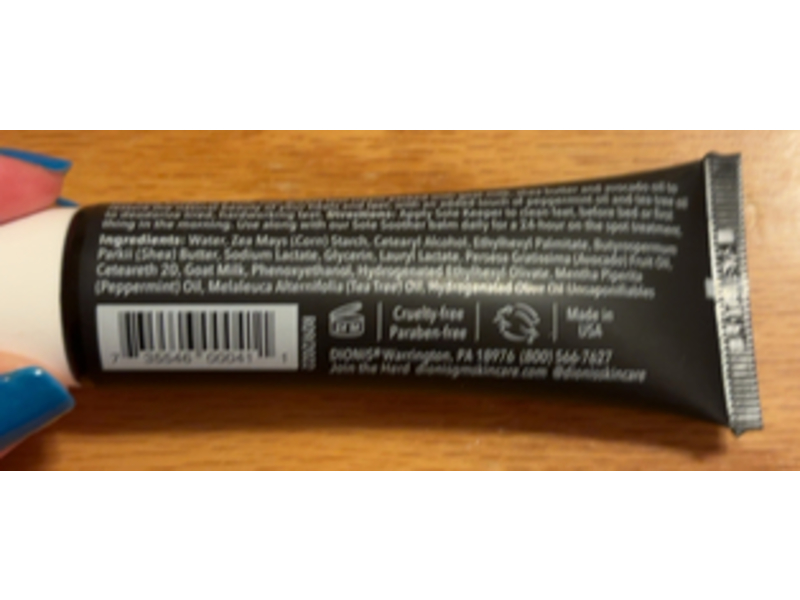 shea butter and avocado oil to
peppermint oil and tea tree oil
Directions: Apply Sole Keeper to clean feet, before bed or first
thing in the morning. Use along with our Sole Soother balm daily for a 24 hour on the spot treatment.
Ingredients: Water, Zea Mays (Corn) Starch, Cetearyl Alcohol, Ethylhexyl Palmitate, Butyrospermum
Parkii (Shea) Butter, Sodium Lactate, Glycerin, Lauryl Lactate, Persea Gratissima (Avocado) Fruit Oil,
Ceteareth 20, Goat Milk, Phenoxyethanol, Hydrogenated Ethylhexyl Olivate, Mentha Piperita
(Peppermint) Oil, Melaleuca Alternifolia (Tea Tree) Oil, Hydrogenated Olive Oil Unsaponifiables
7 35546 00041 1
24 M
Cruelty-free
Paraben-free
Made in
USA
DIONIS® Warrington, PA 18976 (800) 566-7627
Join the Herd dionisgmskincare.com @dionisskincare